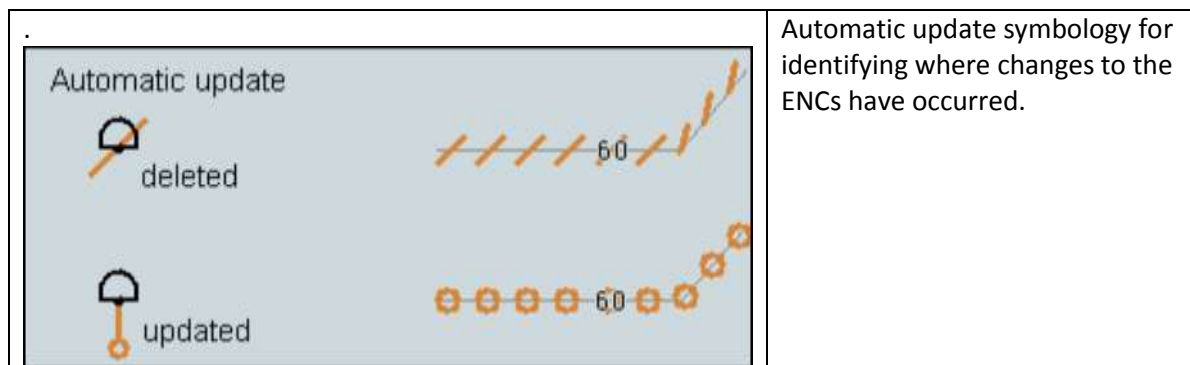 .
Automatic update
deleted
60
updated
60
Automatic update symbology for
identifying where changes to the
ENCs have occurred.